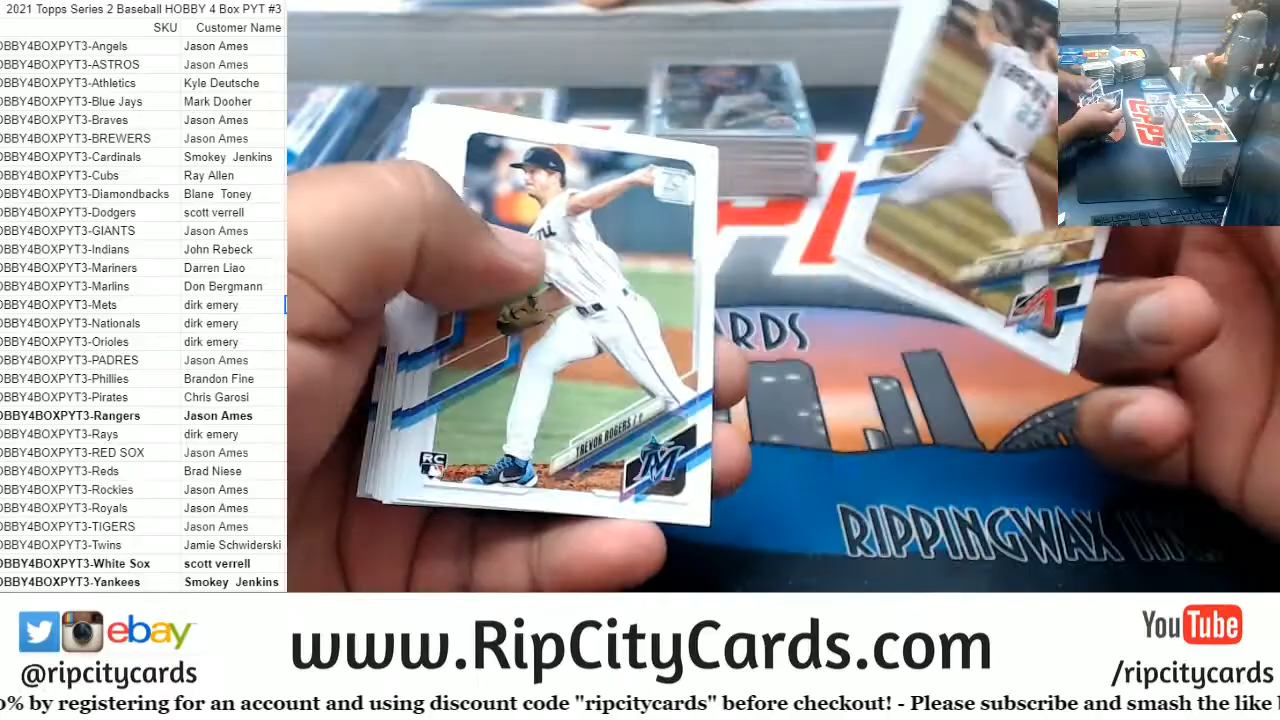 2021 Topps Series 2 Baseball HOBBY 4 Box PYT #3
SKU Customer Name
OBBY4BOXPYT3-Angels Jason Ames
OBBY4BOXPYT3-ASTROS Jason Ames
OBBY4BOXPYT3-Athletics Kyle Deutsche
OBBY4BOXPYT3-Blue Jays Mark Dooher
OBBY4BOXPYT3-Braves Jason Ames
OBBY4BOXPYT3-BREWERS Jason Ames
OBBY4BOXPYT3-Cardinals Smokey Jenkins
OBBY4BOXPYT3-Cubs Ray Allen
OBBY4BOXPYT3-Diamondbacks Blane Toney
OBBY4BOXPYT3-Dodgers scott verrell
OBBY4BOXPYT3-GIANTS Jason Ames
OBBY4BOXPYT3-Indians John Rebeck
OBBY4BOXPYT3-Mariners Darren Liao
OBBY4BOXPYT3-Marlins Don Bergmann
OBBY4BOXPYT3-Mets dirk emery
OBBY4BOXPYT3-Nationals dirk emery
OBBY4BOXPYT3-Orioles dirk emery
OBBY4BOXPYT3-PADRES Jason Ames
OBBY4BOXPYT3-Phillies Brandon Fine
OBBY4BOXPYT3-Pirates Chris Garosi
OBBY4BOXPYT3-Rangers Jason Ames
OBBY4BOXPYT3-Rays dirk emery
OBBY4BOXPYT3-RED SOX Jason Ames
OBBY4BOXPYT3-Reds Brad Niese
OBBY4BOXPYT3-Rockies Jason Ames
OBBY4BOXPYT3-Royals Jason Ames
OBBY4BOXPYT3-TIGERS Jason Ames
OBBY4BOXPYT3-Twins Jamie Schwiderski
OBBY4BOXPYT3-White Sox scott verrell
OBBY4BOXPYT3-Yankees Smokey Jenkins
TREVOR ROGERS / P
RC
M
23
ARDS
RIPPINGWAX IN
ebay
@ripcitycards
www.RipCityCards.com
YouTube
/ripcitycards
0% by registering for an account and using discount code "ripcitycards" before checkout! - Please subscribe and smash the like